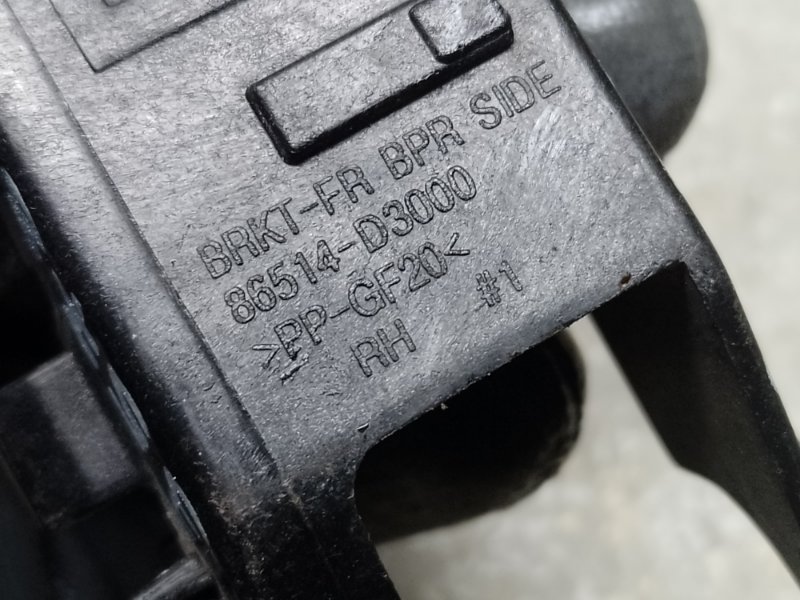 BRKT-FR BPR SIDE
86514-D3000
>PP-GF20<
RH #1